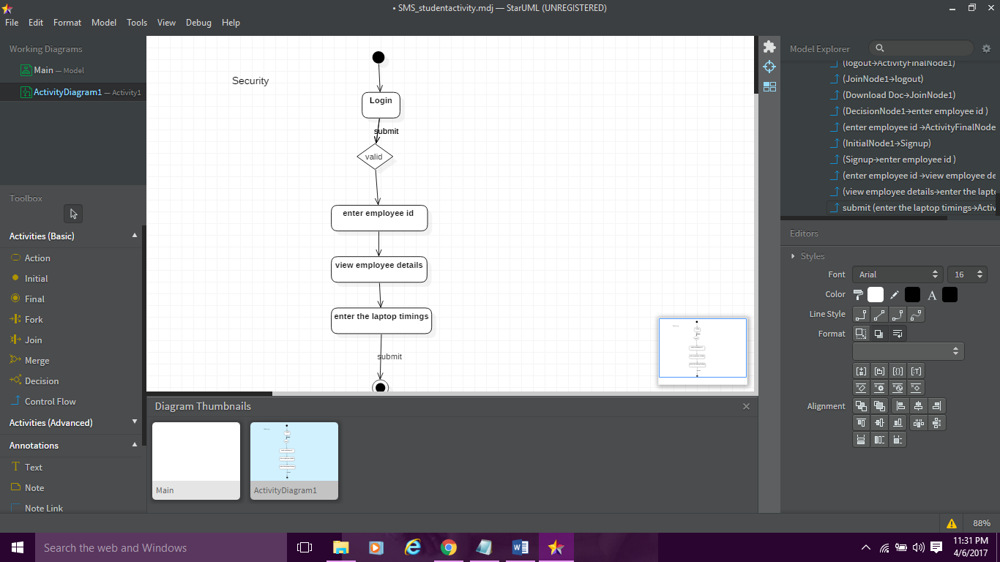 • SMS_studentactivity.mdj — StarUML (UNREGISTERED)
File Edit Format Model Tools View Debug Help
Working Diagrams
Main — Model
ActivityDiagram1 — Activity1
Toolbox
Activities (Basic)
Action
Initial
Final
Fork
Join
Merge
Decision
Control Flow
Activities (Advanced)
Annotations
Text
Note
Note Link
Security
Login
submit
valid
enter employee id
view employee details
enter the laptop timings
submit
Diagram Thumbnails
Main
ActivityDiagram1
Model Explorer
(logout→ActivityFinalNode1)
(JoinNode1→logout)
(Download Doc→JoinNode1)
(DecisionNode1→enter employee id )
(enter employee id →ActivityFinalNode
(InitialNode1→Signup)
(Signup→enter employee id )
(enter employee id →view employee de
(view employee details→enter the lapto
submit (enter the laptop timings→Activ
Editors
Styles
Font Arial 16
Color
Line Style
Format
Alignment
88%
Search the web and Windows
11:31 PM
4/6/2017